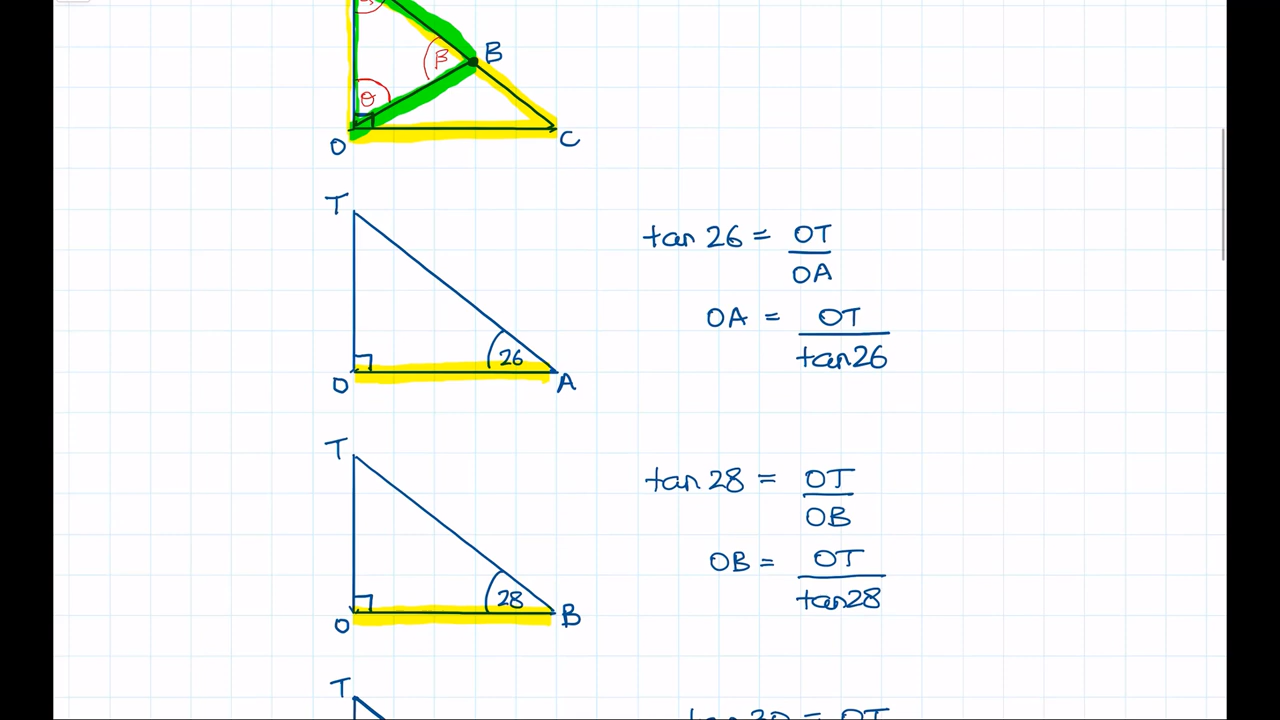 B
β
θ
O
C
T
tan 26 = OT
OA
OA = OT
tan26
26
O
A
T
tan 28 = OT
OB
OB = OT
tan28
28
O
B
T